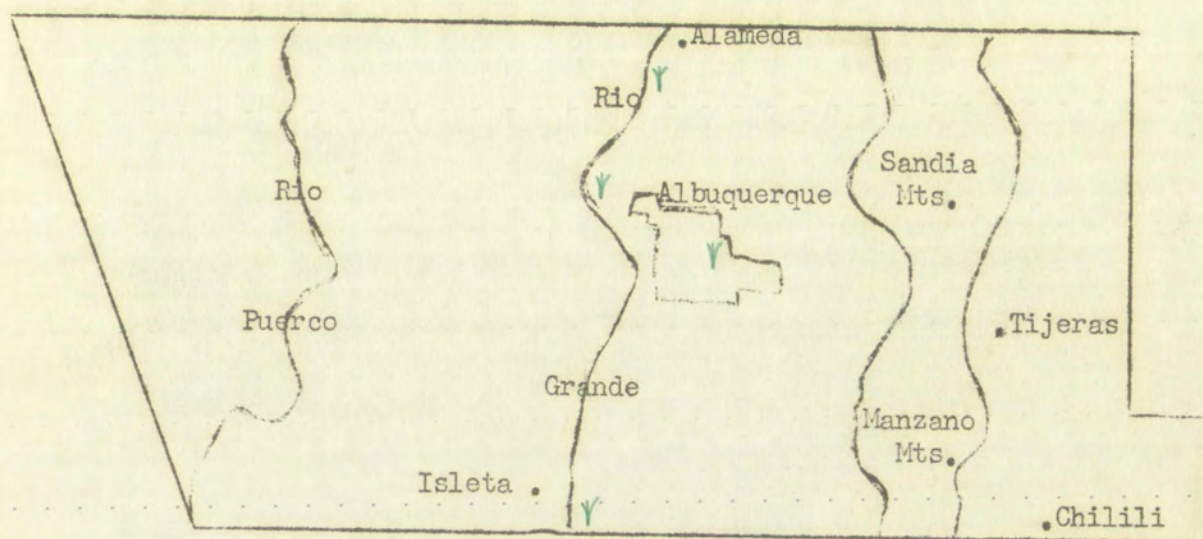 Alameda
Rio
Sandia
Mts.
Rio
Albuquerque
Puerco
Tijeras
Grande
Manzano
Mts.
Isleta
Chilili